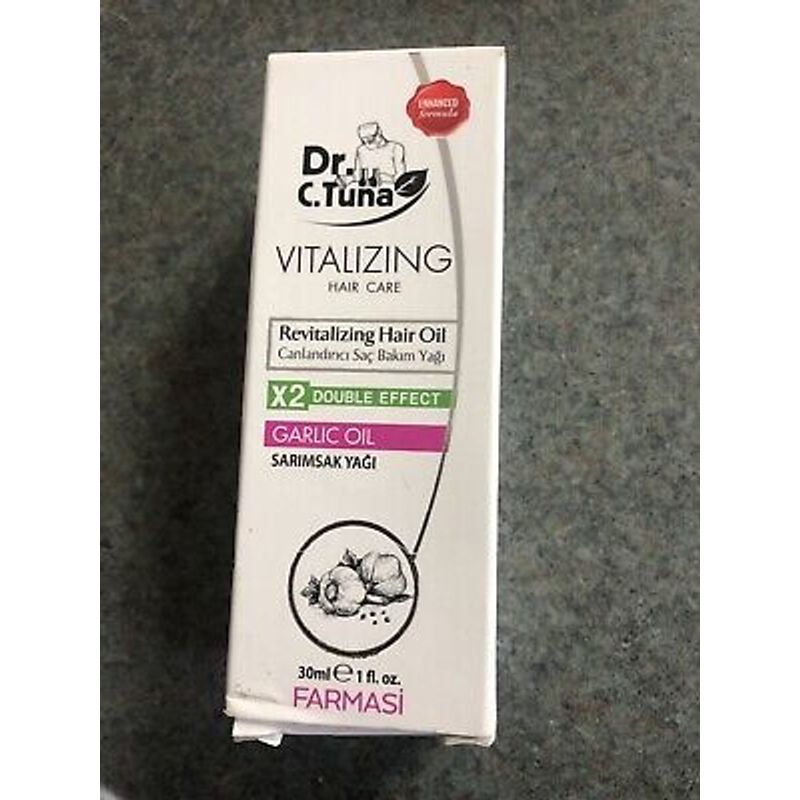 ENHANCED
formula
Dr.
C.Tuna
VITALIZING
HAIR CARE
Revitalizing Hair Oil
Canlandırıcı Saç Bakım Yağı
X2 DOUBLE EFFECT
GARLIC OIL
SARIMSAK YAĞI
30ml ℮ 1 fl. oz.
FARMASİ